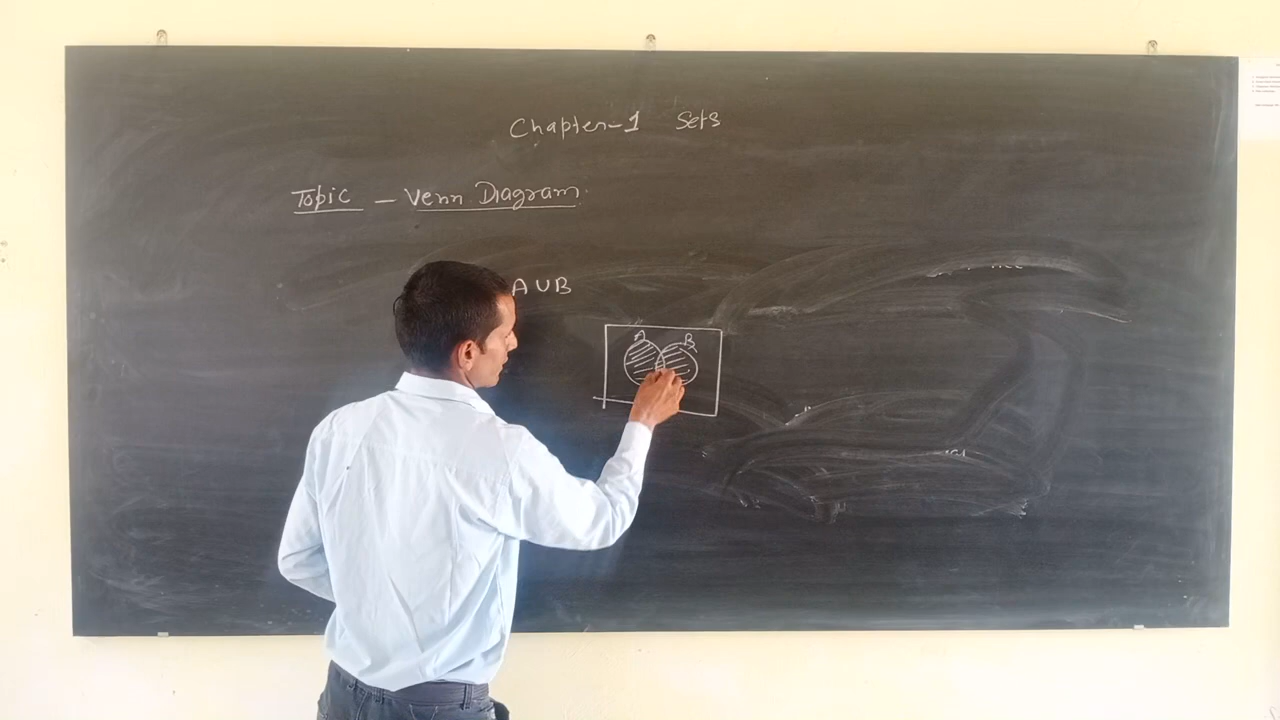 Chapter-1 Sets
Topic - Venn Diagram
A U B
A B